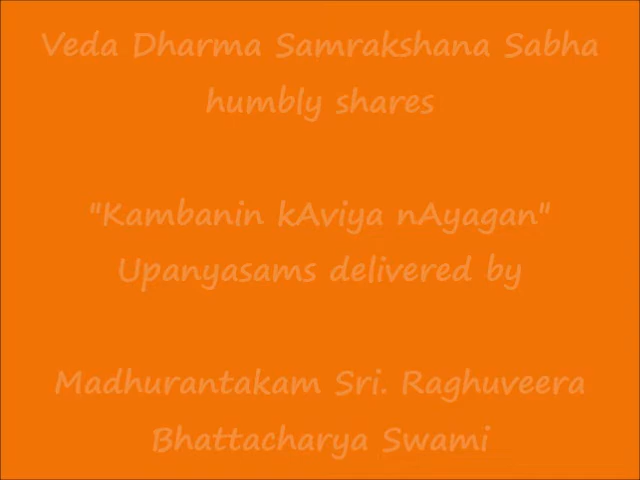 Veda Dharma Samrakshana Sabha
humbly shares
"Kambanin kAviya nAyagan"
Upanyasams delivered by
Madhurantakam Sri. Raghuveera
Bhattacharya Swami